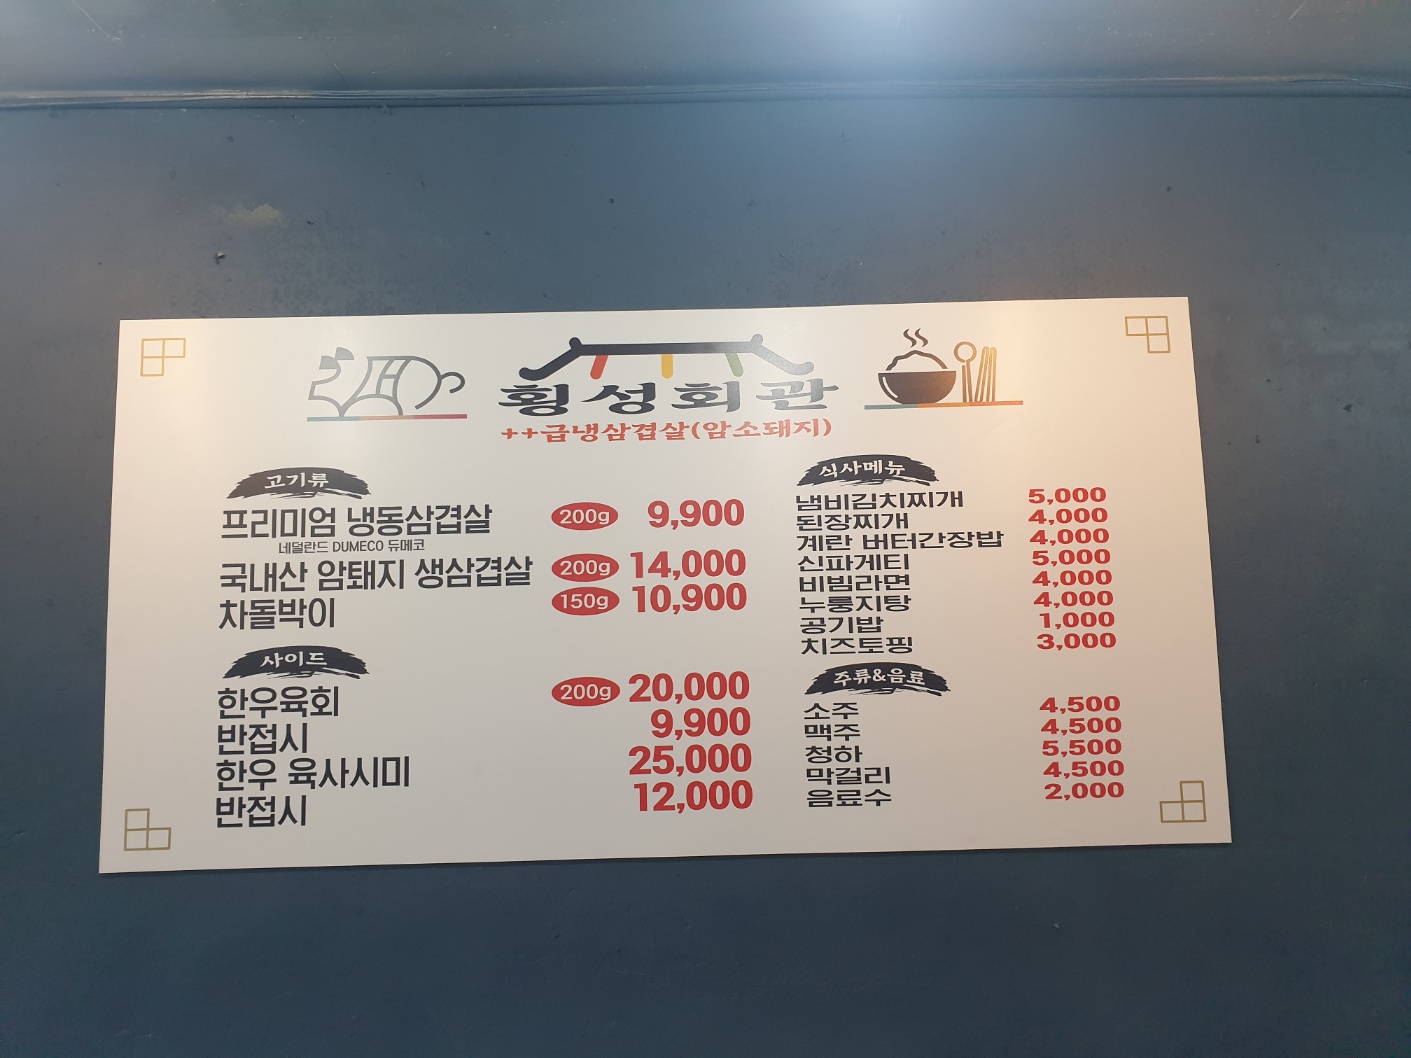 횡성회관
++급냉삼겹살(암소돼지)
고기류
프리미엄 냉동삼겹살 200g 9,900
네덜란드 DUMECO 듀메코
국내산 암퇘지 생삼겹살 200g 14,000
차돌박이 150g 10,900
사이드
한우육회 200g 20,000
반접시 9,900
한우 육사시미 25,000
반접시 12,000
식사메뉴
냄비김치찌개 5,000
된장찌개 4,000
계란 버터간장밥 4,000
신파게티 5,000
비빔라면 4,000
누룽지탕 4,000
공기밥 1,000
치즈토핑 3,000
주류&음료
소주 4,500
맥주 4,500
청하 5,500
막걸리 4,500
음료수 2,000